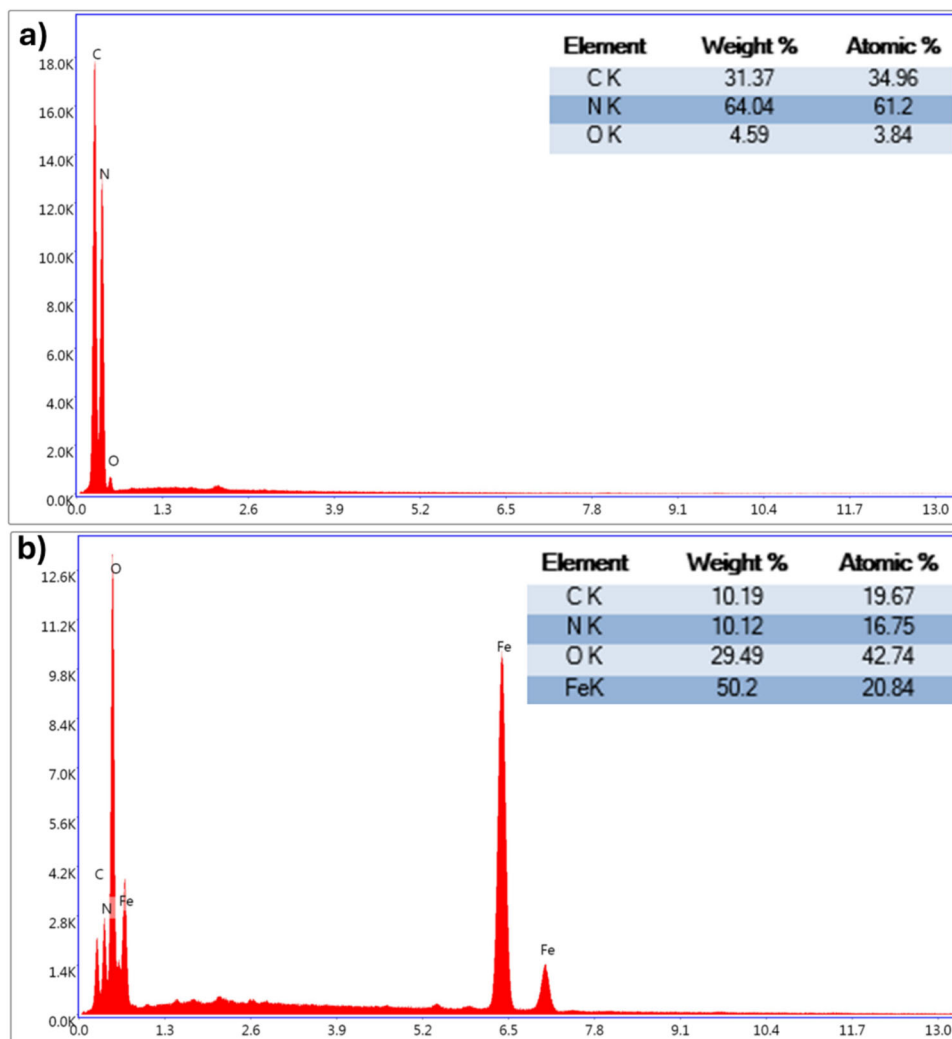 a)
Element Weight % Atomic %
C K 31.37 34.96
N K 64.04 61.2
O K 4.59 3.84
C
N
O
18.0K
16.0K
14.0K
12.0K
10.0K
8.0K
6.0K
4.0K
2.0K
0.0K
0.0 1.3 2.6 3.9 5.2 6.5 7.8 9.1 10.4 11.7 13.0
b)
Element Weight % Atomic %
C K 10.19 19.67
N K 10.12 16.75
O K 29.49 42.74
FeK 50.2 20.84
O
Fe
C
N
Fe
Fe
12.6K
11.2K
9.8K
8.4K
7.0K
5.6K
4.2K
2.8K
1.4K
0.0K
0.0 1.3 2.6 3.9 5.2 6.5 7.8 9.1 10.4 11.7 13.0